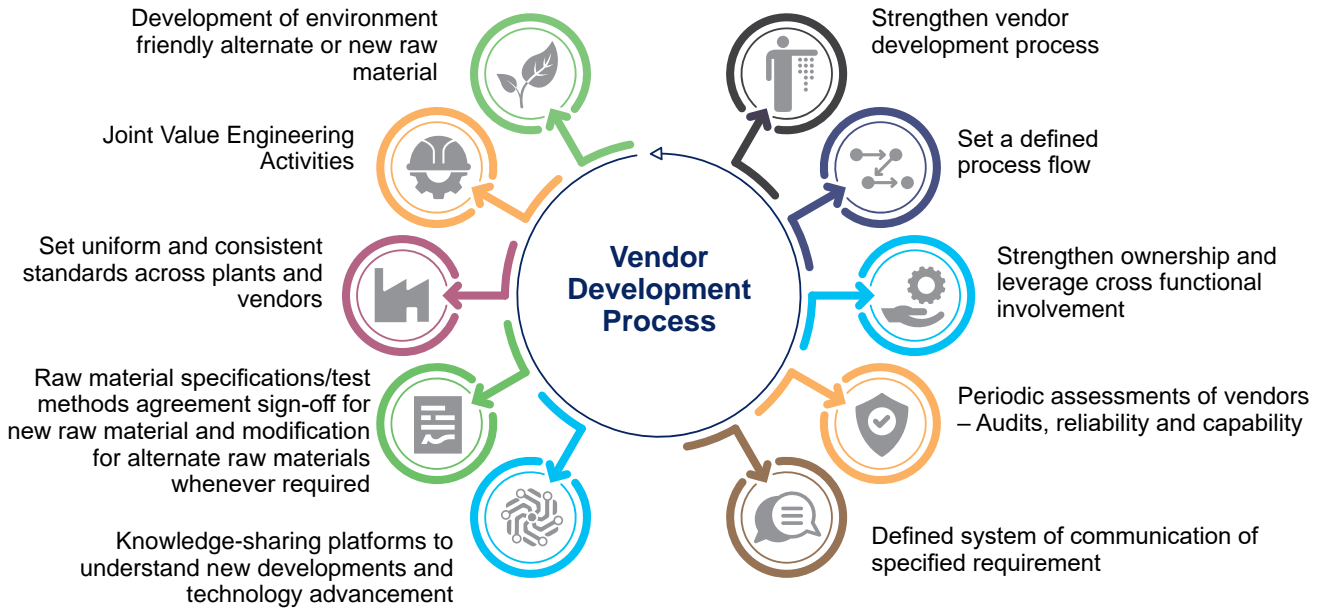 Development of environment
friendly alternate or new raw
material
Strengthen vendor
development process
Joint Value Engineering
Activities
Set a defined
process flow
Set uniform and consistent
standards across plants and
vendors
Vendor
Development
Process
Strengthen ownership and
leverage cross functional
involvement
Raw material specifications/test
methods agreement sign-off for
new raw material and modification
for alternate raw materials
whenever required
Periodic assessments of vendors
– Audits, reliability and capability
Knowledge-sharing platforms to
understand new developments and
technology advancement
Defined system of communication of
specified requirement